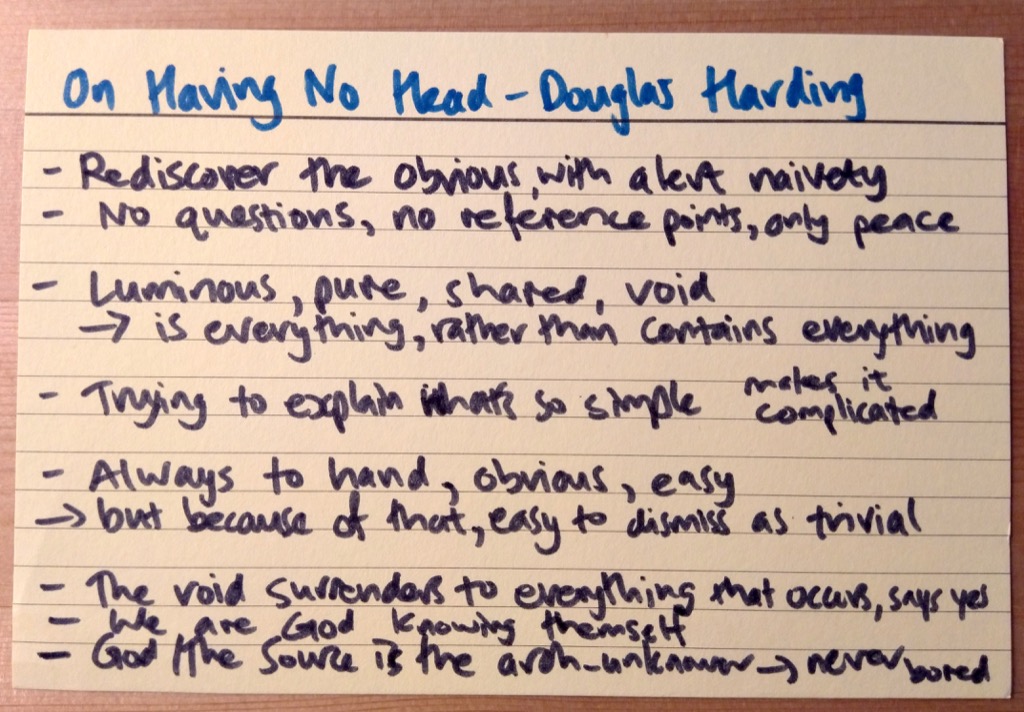 On Having No Head – Douglas Harding
- Rediscover the obvious, with alert naivety
- No questions, no reference points, only peace
- Luminous, pure, shared, void
→ is everything, rather than contains everything
- Trying to explain what's so simple makes it complicated
- Always to hand, obvious, easy
→ but because of that, easy to dismiss as trivial
- The void surrenders to everything that occurs, says yes
- We are God knowing themself
- God/the Source is the arch-unknower → never bored